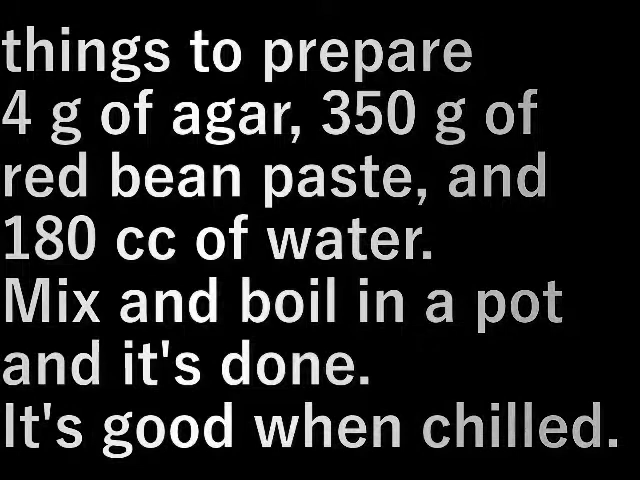 things to prepare
4 g of agar, 350 g of
red bean paste, and
180 cc of water.
Mix and boil in a pot
and it's done.
It's good when chilled.